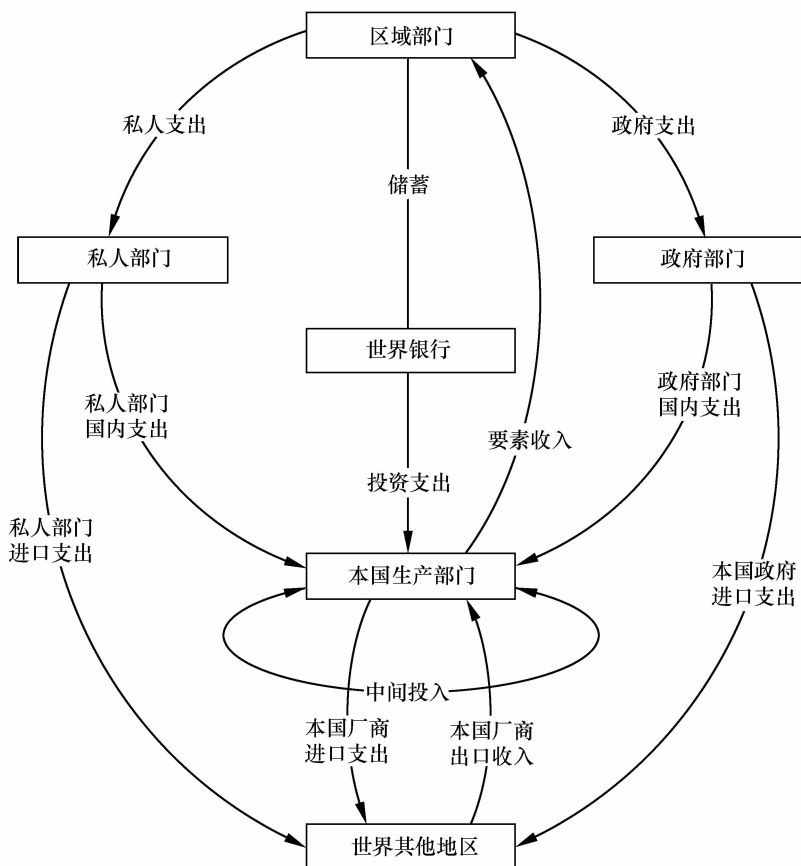 区域部门
私人支出
政府支出
储蓄
私人部门
政府部门
世界银行
私人部门
国内支出
政府部门
国内支出
要素收入
投资支出
私人部门
进口支出
本国生产部门
本国政府
进口支出
中间投入
本国厂商
进口支出
本国厂商
出口收入
世界其他地区